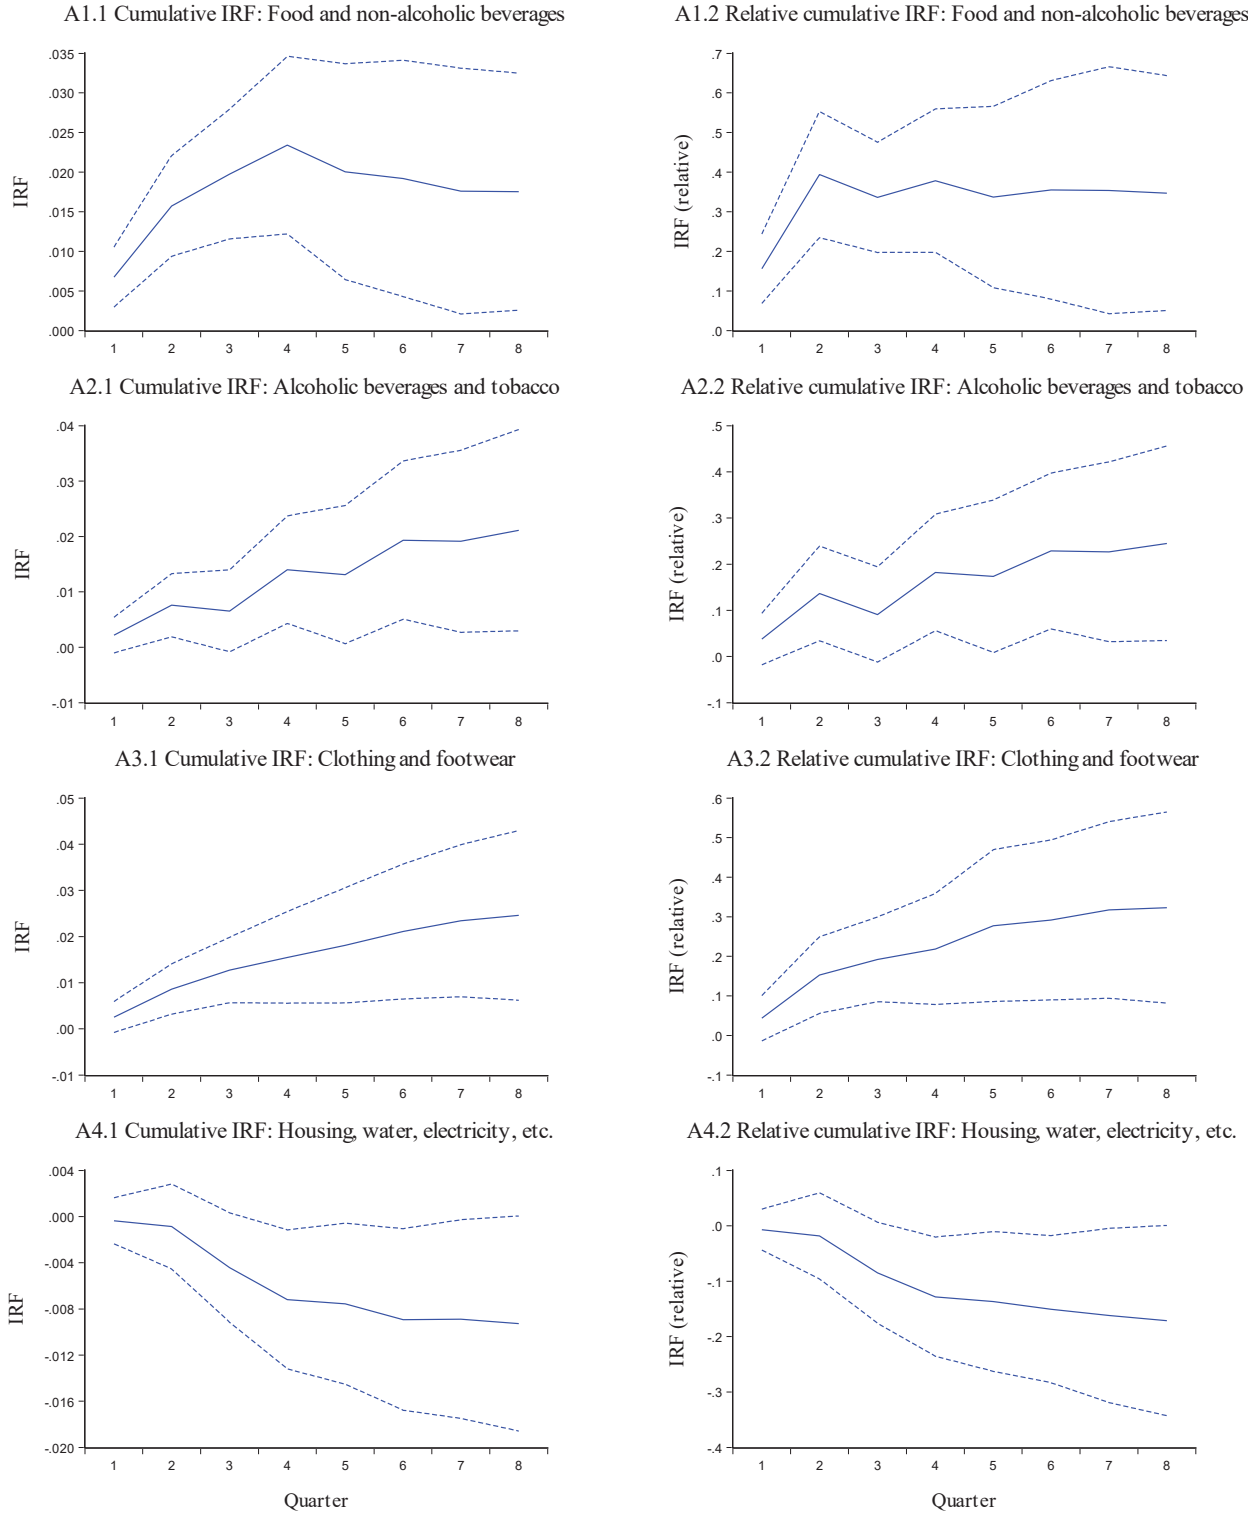 A1.1 Cumulative IRF: Food and non-alcoholic beverages
.035
.030
.025
.020
.015
.010
.005
.000
IRF
1 2 3 4 5 6 7 8
A1.2 Relative cumulative IRF: Food and non-alcoholic beverages
.7
.6
.5
.4
.3
.2
.1
.0
IRF (relative)
1 2 3 4 5 6 7 8
A2.1 Cumulative IRF: Alcoholic beverages and tobacco
.04
.03
.02
.01
.00
-.01
IRF
1 2 3 4 5 6 7 8
A2.2 Relative cumulative IRF: Alcoholic beverages and tobacco
.5
.4
.3
.2
.1
.0
-.1
IRF (relative)
1 2 3 4 5 6 7 8
A3.1 Cumulative IRF: Clothing and footwear
.05
.04
.03
.02
.01
.00
-.01
IRF
1 2 3 4 5 6 7 8
A3.2 Relative cumulative IRF: Clothing and footwear
.6
.5
.4
.3
.2
.1
.0
-.1
IRF (relative)
1 2 3 4 5 6 7 8
A4.1 Cumulative IRF: Housing, water, electricity, etc.
.004
.000
-.004
-.008
-.012
-.016
-.020
IRF
1 2 3 4 5 6 7 8
Quarter
A4.2 Relative cumulative IRF: Housing, water, electricity, etc.
.1
.0
-.1
-.2
-.3
-.4
IRF (relative)
1 2 3 4 5 6 7 8
Quarter